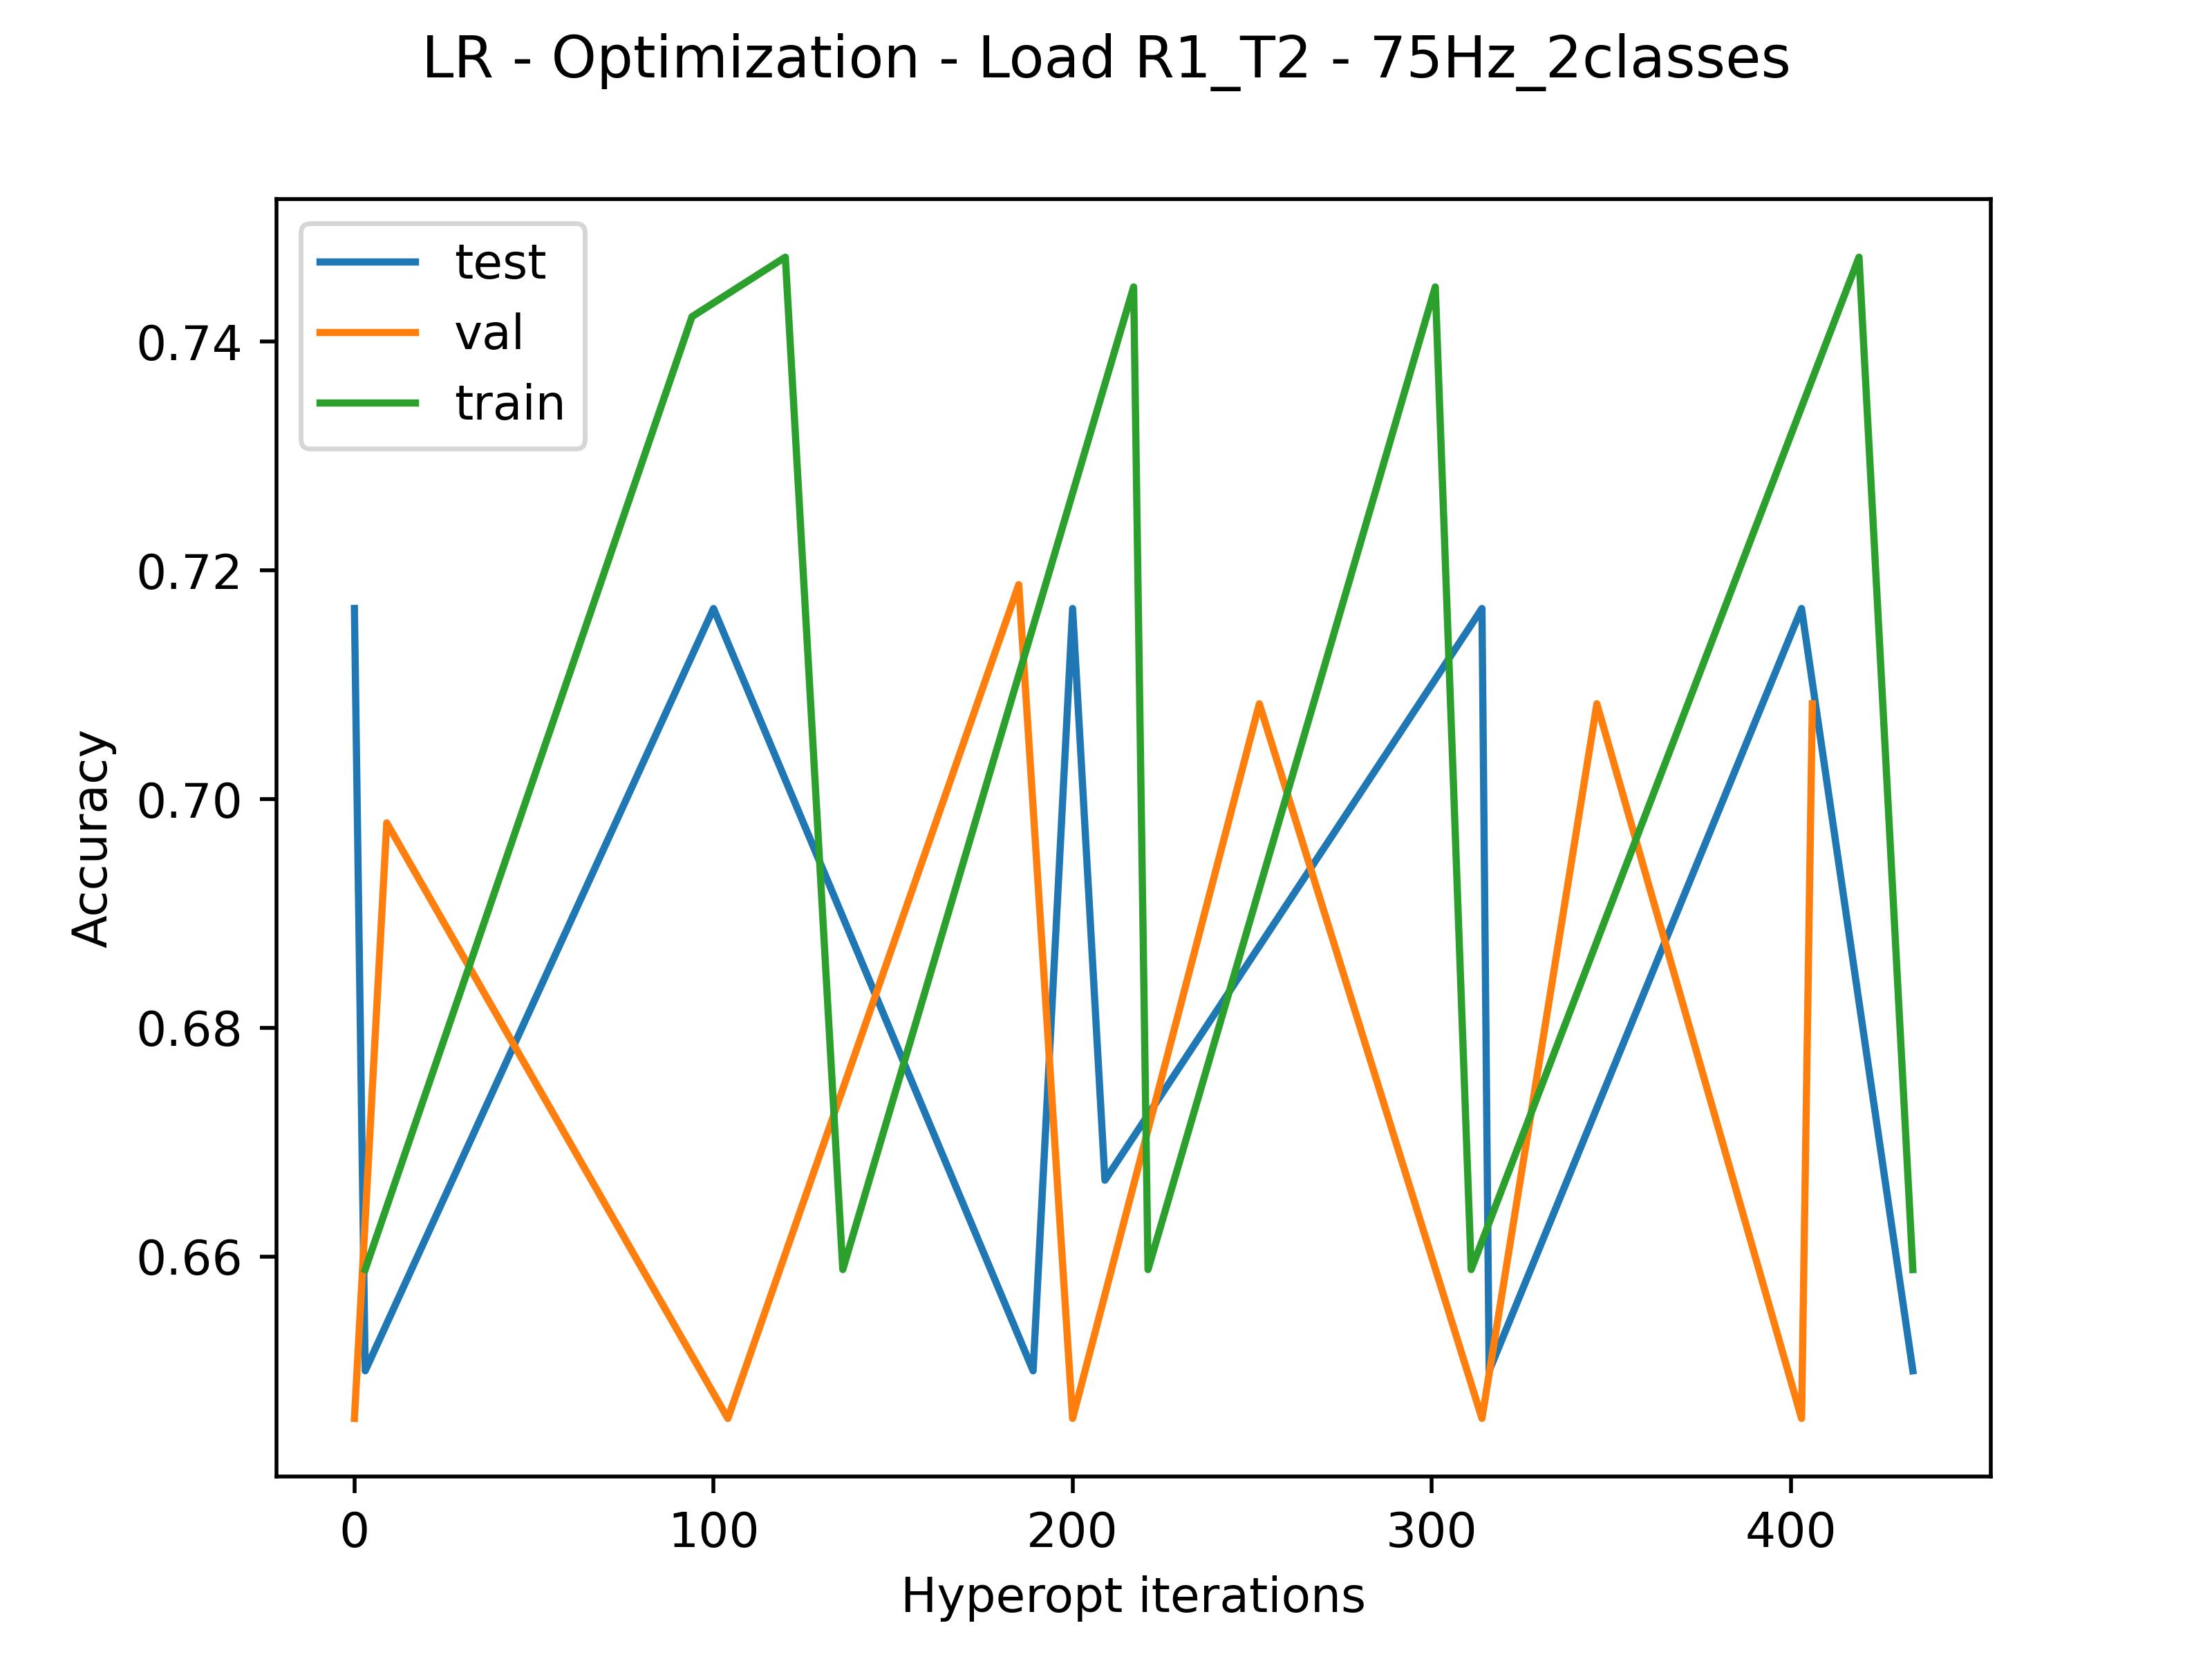 LR - Optimization - Load R1_T2 - 75Hz_2classes
test
val
train
0.74
0.72
0.70
0.68
0.66
Accuracy
0 100 200 300 400
Hyperopt iterations